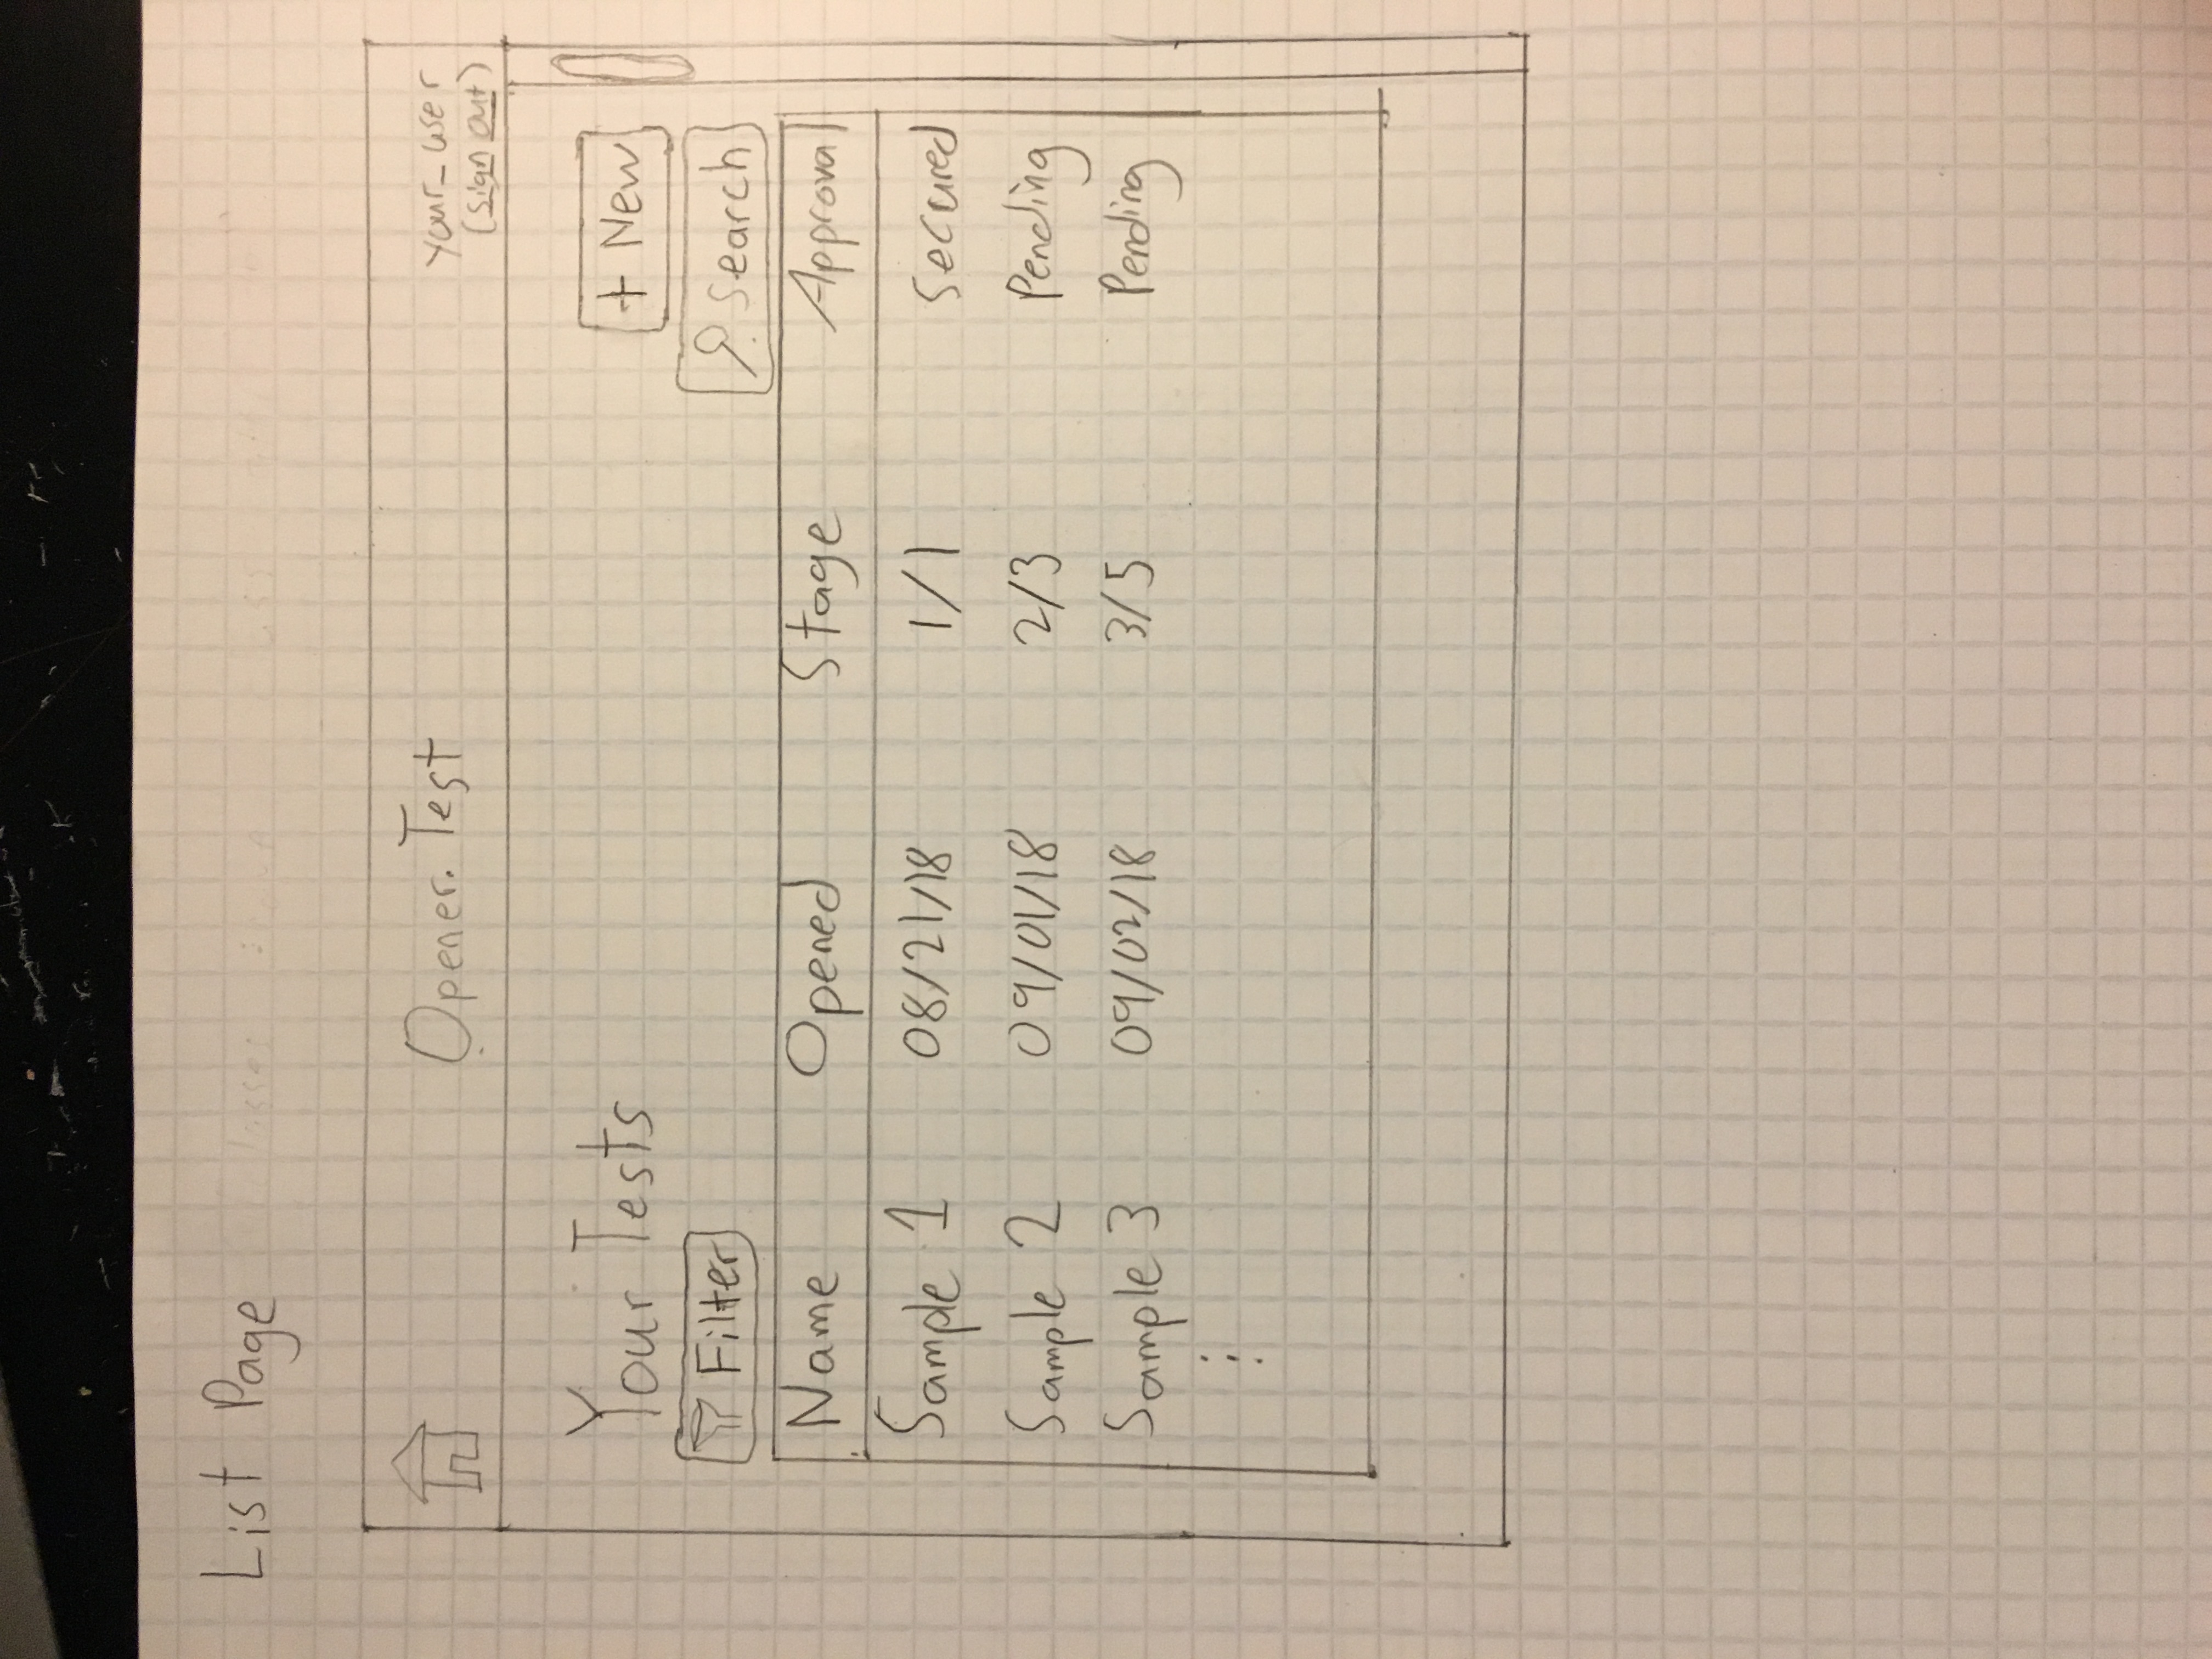 List Page
Opener.Test
your_user
(sign out)
Your Tests
+ New
Filter
Search
Name Opened Stage Approval
Sample 1 08/21/18 1/1 Secured
Sample 2 09/01/18 2/3 Pending
Sample 3 09/02/18 3/5 Pending
⋮